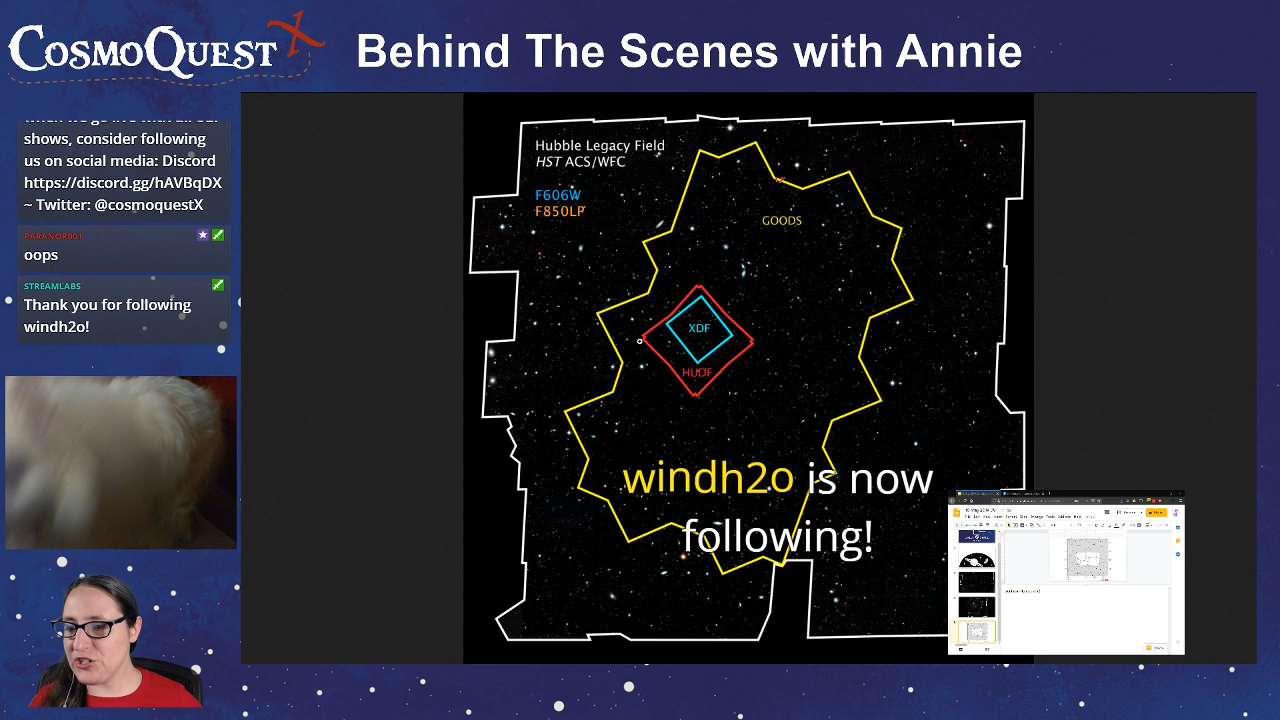 CosmoQuest X
Behind The Scenes with Annie
shows, consider following
us on social media: Discord
https://discord.gg/hAVBqDX
~ Twitter: @cosmoquestX
PARANOR001
oops
STREAMLABS
Thank you for following
windh2o!
Hubble Legacy Field
HST ACS/WFC
F606W
F850LP
GOODS
XDF
HUDF
windh2o is now
following!